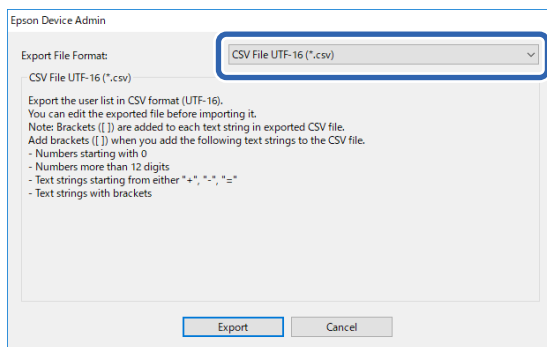 Epson Device Admin
Export File Format:
CSV File UTF-16 (*.csv)
CSV File UTF-16 (*.csv)
Export the user list in CSV format (UTF-16).
You can edit the exported file before importing it.
Note: Brackets ([ ]) are added to each text string in exported CSV file.
Add brackets ([ ]) when you add the following text strings to the CSV file.
- Numbers starting with 0
- Numbers more than 12 digits
- Text strings starting from either "+", "-", "="
- Text strings with brackets
Export
Cancel